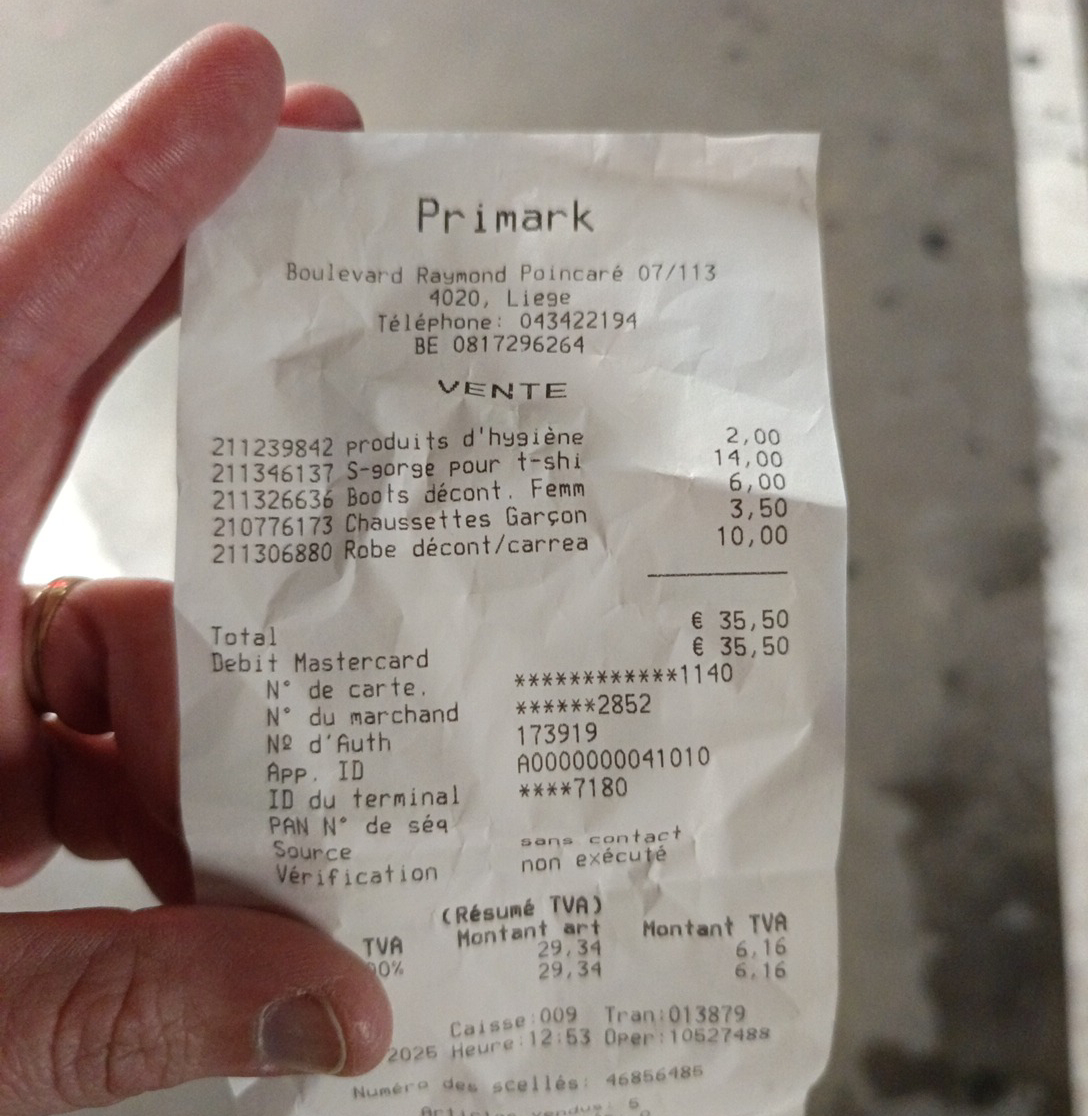 Primark
Boulevard Raymond Poincaré 07/113
4020, Liege
Téléphone: 043422194
BE 0817296264
VENTE
211239842 produits d'hygiène 2,00
211346137 S-gorge pour t-shi 14,00
211326636 Boots décont. Femm 6,00
210776173 Chaussettes Garçon 3,50
211306880 Robe décont/carrea 10,00
Total € 35,50
Debit Mastercard € 35,50
N° de carte. ************1140
N° du marchand ******2852
Nº d'Auth 173919
App. ID A0000000041010
ID du terminal ****7180
PAN N° de séq
Source sans contact
Vérification non exécuté
(Résumé TVA)
TVA Montant art Montant TVA
29,34 6,16
0% 29,34 6,16
Caisse:009 Tran:013879
Heure:12:53 Oper:10527488
Numéro des scellés: 46856485